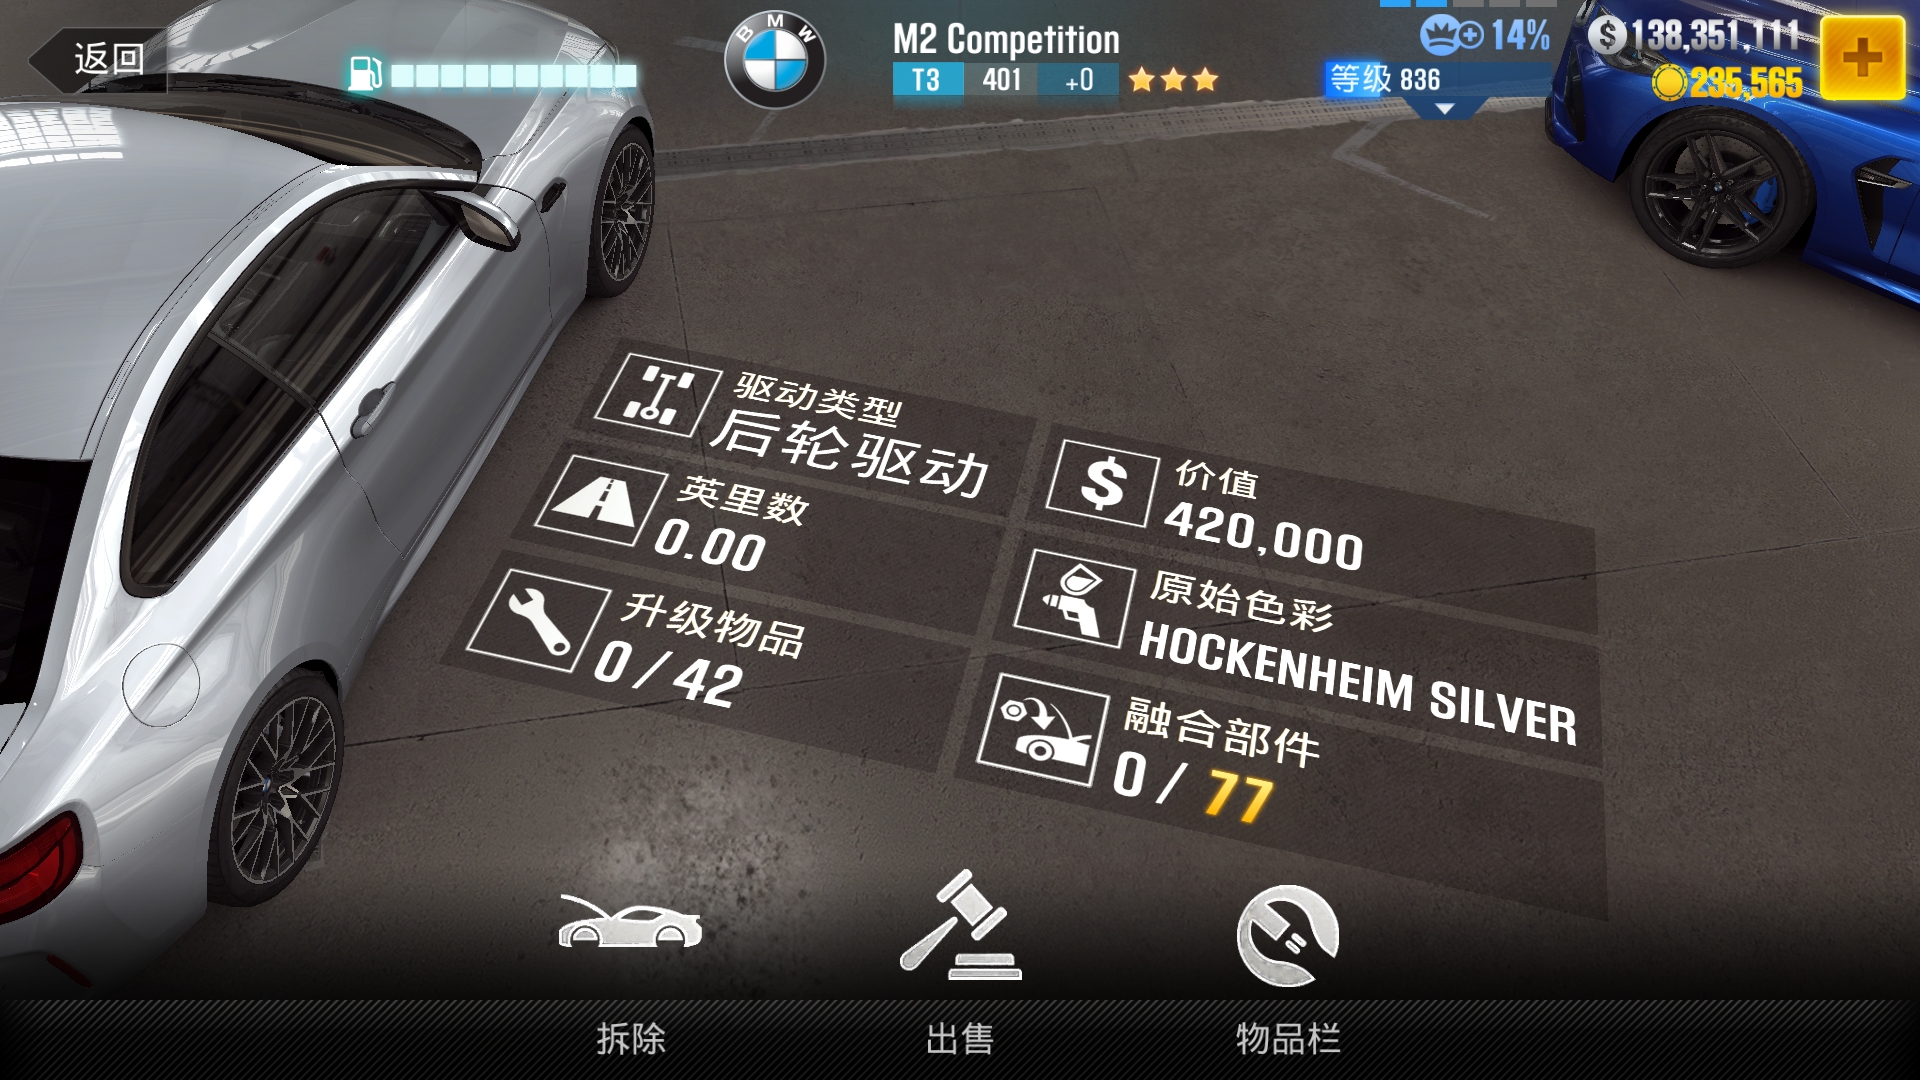 返回
B M W
M2 Competition
T3 401 +0
14%
等级 836
138,351,111
235,565
驱动类型
后轮驱动
英里数
0.00
升级物品
0 / 42
价值
420,000
原始色彩
HOCKENHEIM SILVER
融合部件
0 / 77
拆除
出售
物品栏